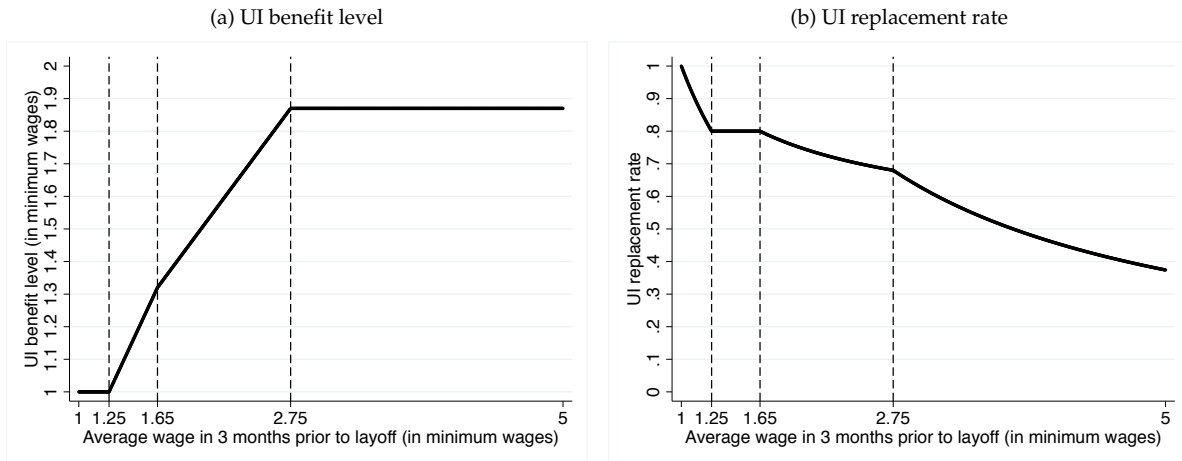 (a) UI benefit level
UI benefit level (in minimum wages)
2
1.9
1.8
1.7
1.6
1.5
1.4
1.3
1.2
1.1
1
1 1.25 1.65 2.75 5
Average wage in 3 months prior to layoff (in minimum wages)
(b) UI replacement rate
UI replacement rate
1
.9
.8
.7
.6
.5
.4
.3
.2
.1
0
1 1.25 1.65 2.75 5
Average wage in 3 months prior to layoff (in minimum wages)